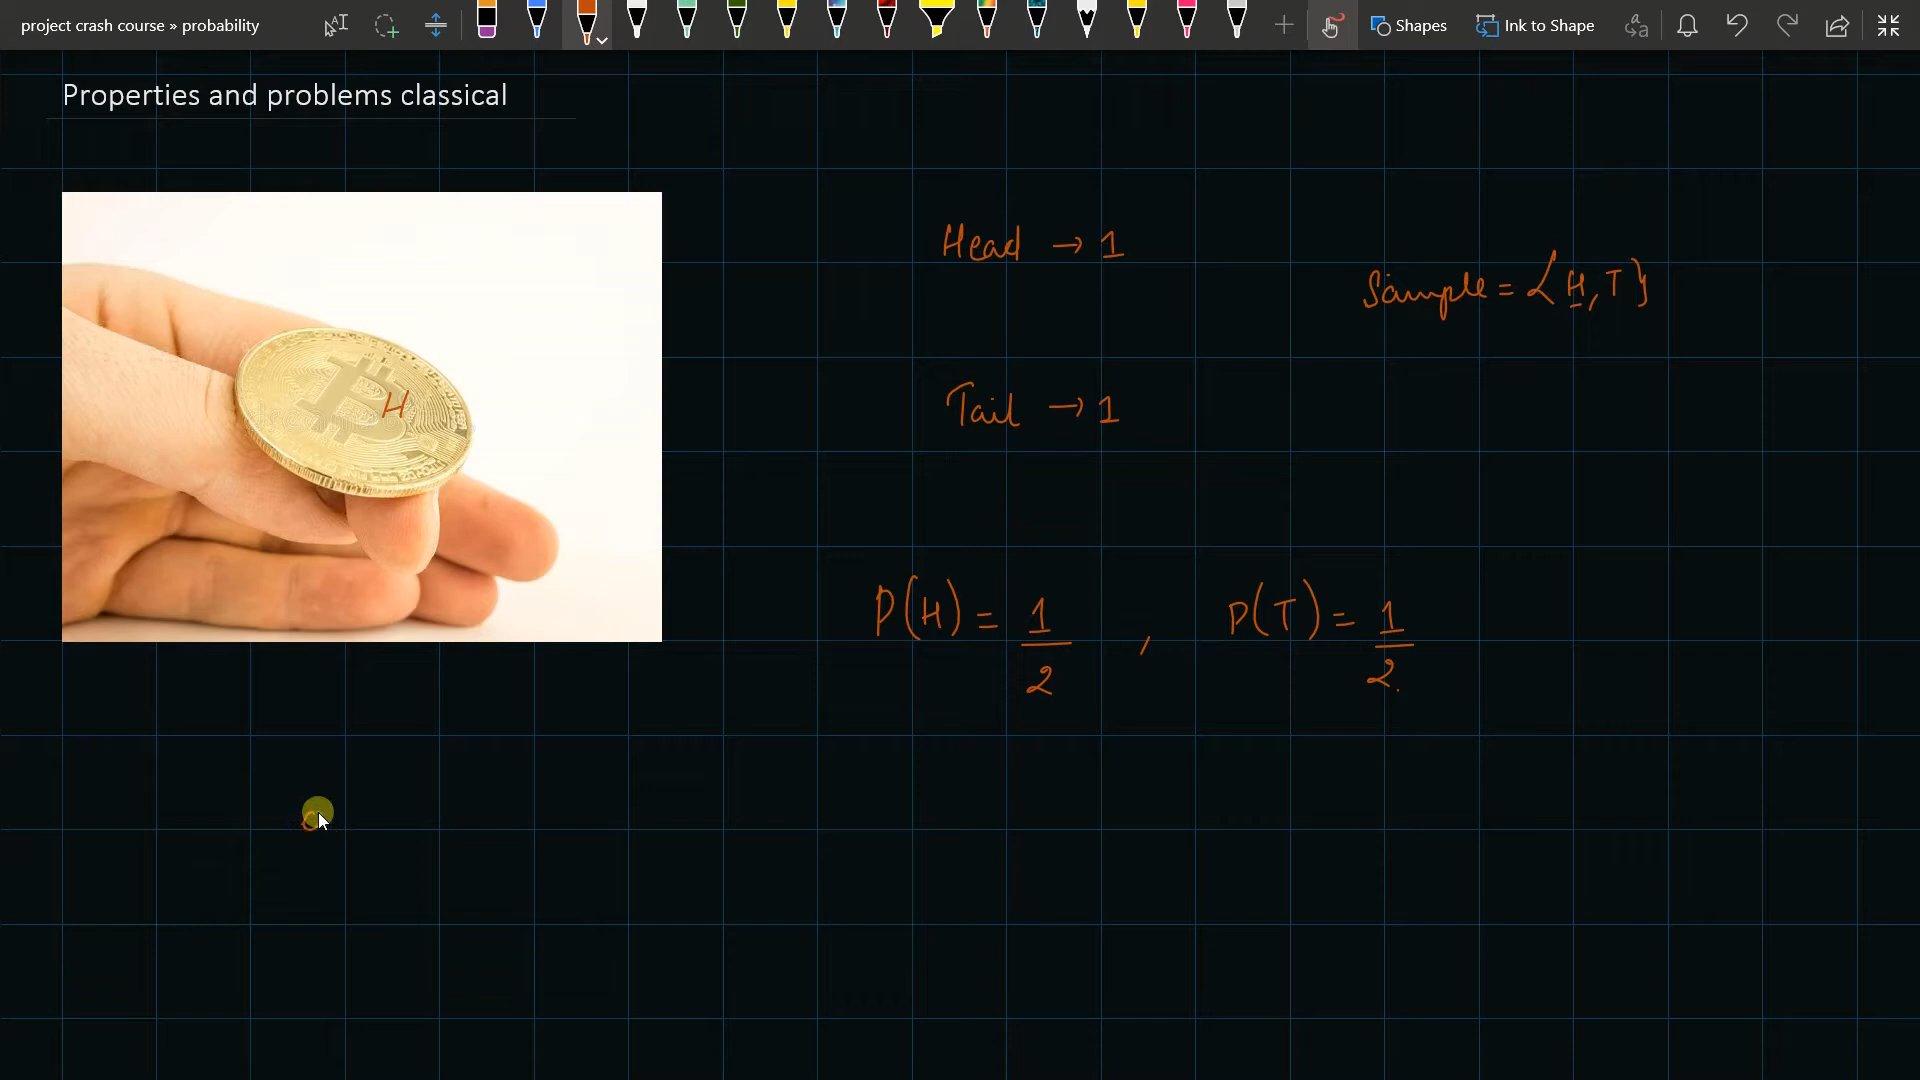 project crash course » probability
Shapes
Ink to Shape
Properties and problems classical
Head → 1
Sample = {H, T}
H
Tail → 1
P(H) = 1/2 , P(T) = 1/2.